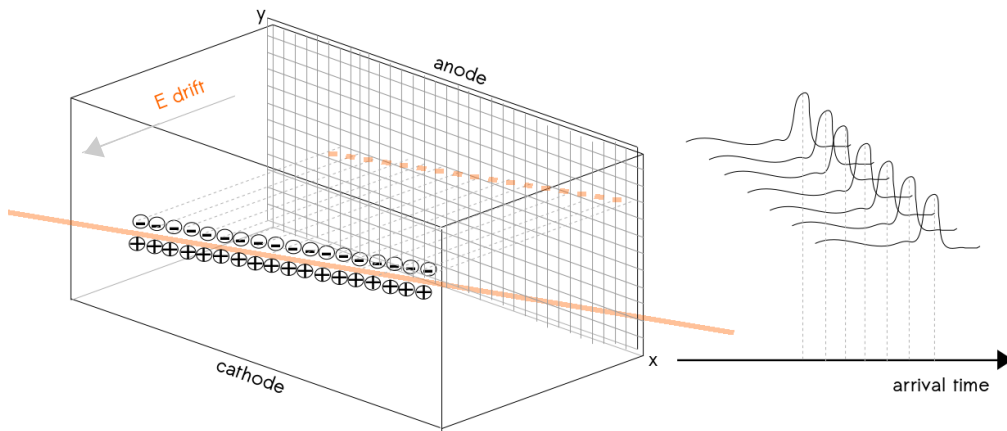 y
anode
E drift
x
cathode
arrival time